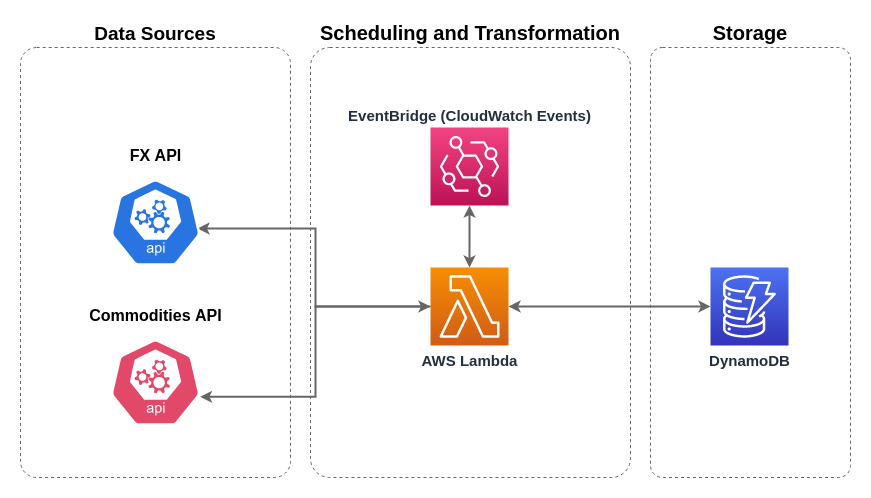 Data Sources
Scheduling and Transformation
Storage
EventBridge (CloudWatch Events)
FX API
api
Commodities API
api
AWS Lambda
DynamoDB